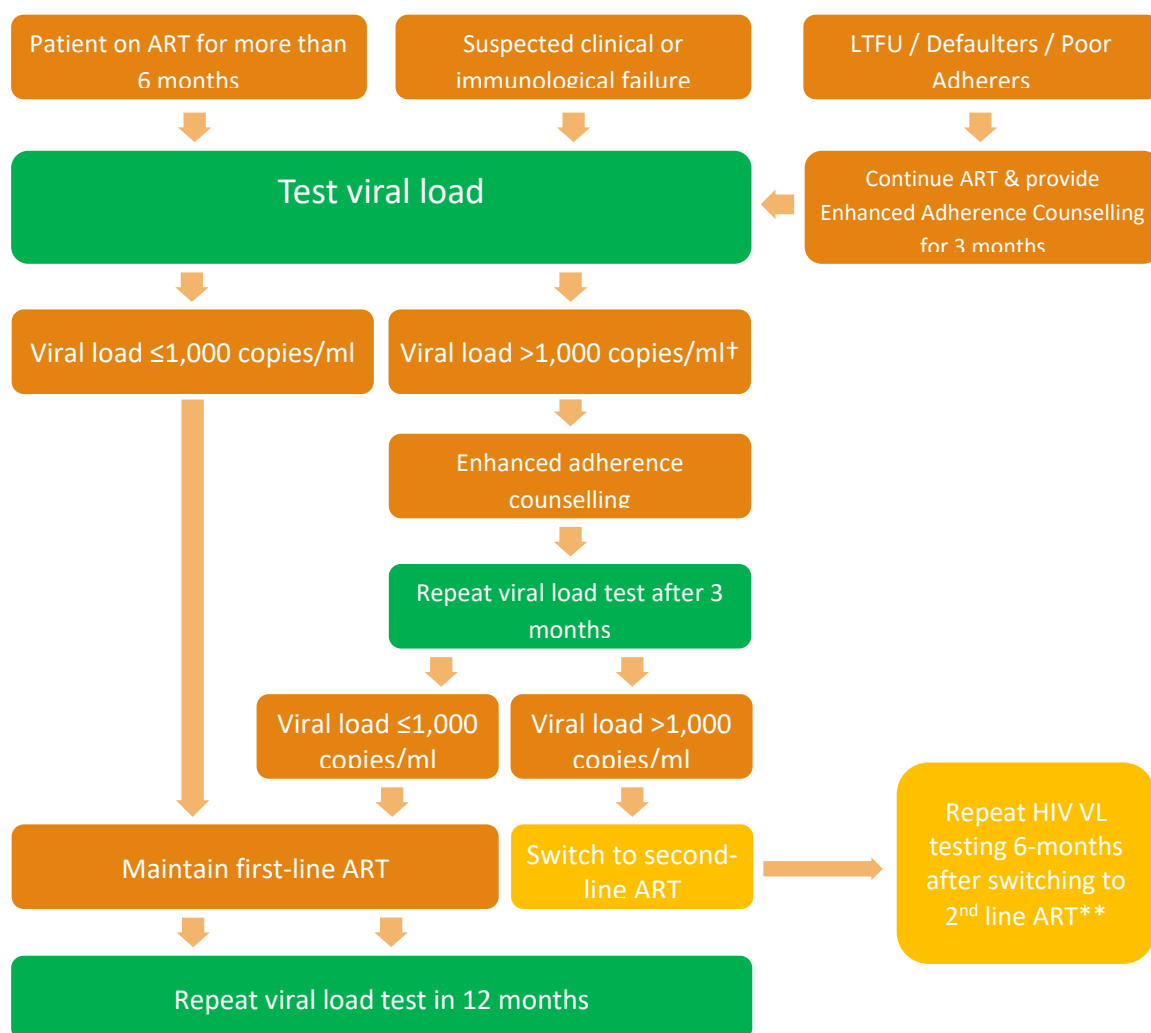 Patient on ART for more than
6 months
Suspected clinical or
immunological failure
LTFU / Defaulters / Poor
Adherers
Test viral load
Continue ART & provide
Enhanced Adherence Counselling
for 3 months
Viral load ≤1,000 copies/ml
Viral load >1,000 copies/ml†
Enhanced adherence
counselling
Repeat viral load test after 3
months
Viral load ≤1,000
copies/ml
Viral load >1,000
copies/ml
Maintain first-line ART
Switch to second-
line ART
Repeat HIV VL
testing 6-months
after switching to
2nd line ART**
Repeat viral load test in 12 months